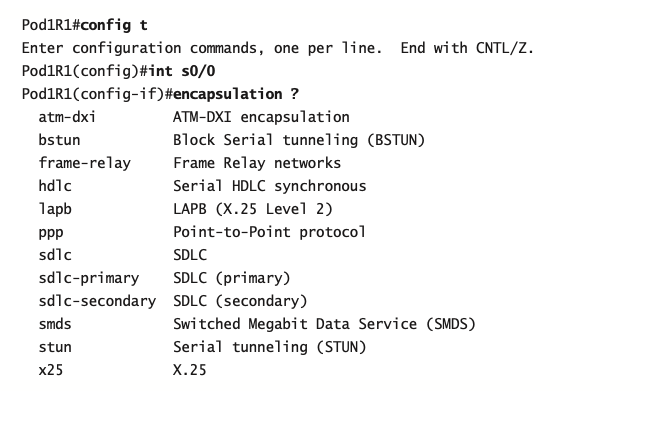 Pod1R1#config t
Enter configuration commands, one per line.  End with CNTL/Z.
Pod1R1(config)#int s0/0
Pod1R1(config-if)#encapsulation ?
  atm-dxi         ATM-DXI encapsulation
  bstun           Block Serial tunneling (BSTUN)
  frame-relay     Frame Relay networks
  hdlc            Serial HDLC synchronous
  lapb            LAPB (X.25 Level 2)
  ppp             Point-to-Point protocol
  sdlc            SDLC
  sdlc-primary    SDLC (primary)
  sdlc-secondary  SDLC (secondary)
  smds            Switched Megabit Data Service (SMDS)
  stun            Serial tunneling (STUN)
  x25             X.25